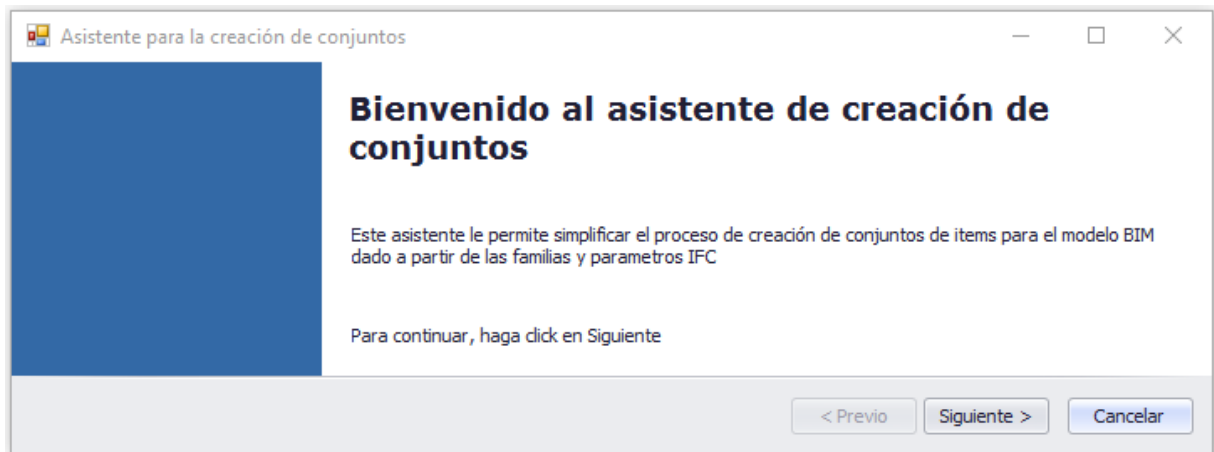 Asistente para la creación de conjuntos
Bienvenido al asistente de creación de
conjuntos
Este asistente le permite simplificar el proceso de creación de conjuntos de items para el modelo BIM
dado a partir de las familias y parametros IFC
Para continuar, haga click en Siguiente
< Previo
Siguiente >
Cancelar